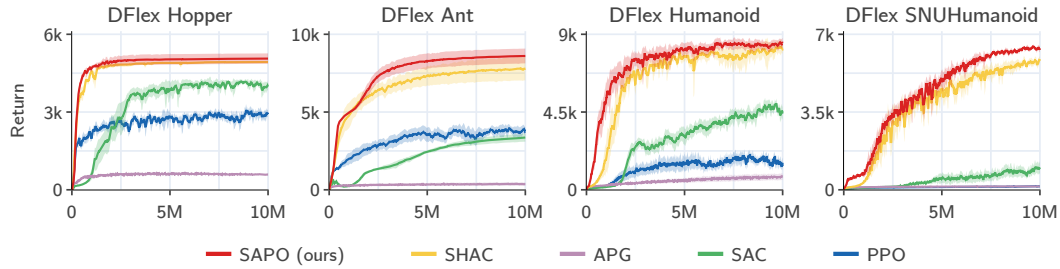 DFlex Hopper
DFlex Ant
DFlex Humanoid
DFlex SNUHumanoid
Return
6k
3k
0
0
5M
10M
10k
5k
0
0
5M
10M
9k
4.5k
0
0
5M
10M
7k
3.5k
0
0
5M
10M
SAPO (ours)
SHAC
APG
SAC
PPO